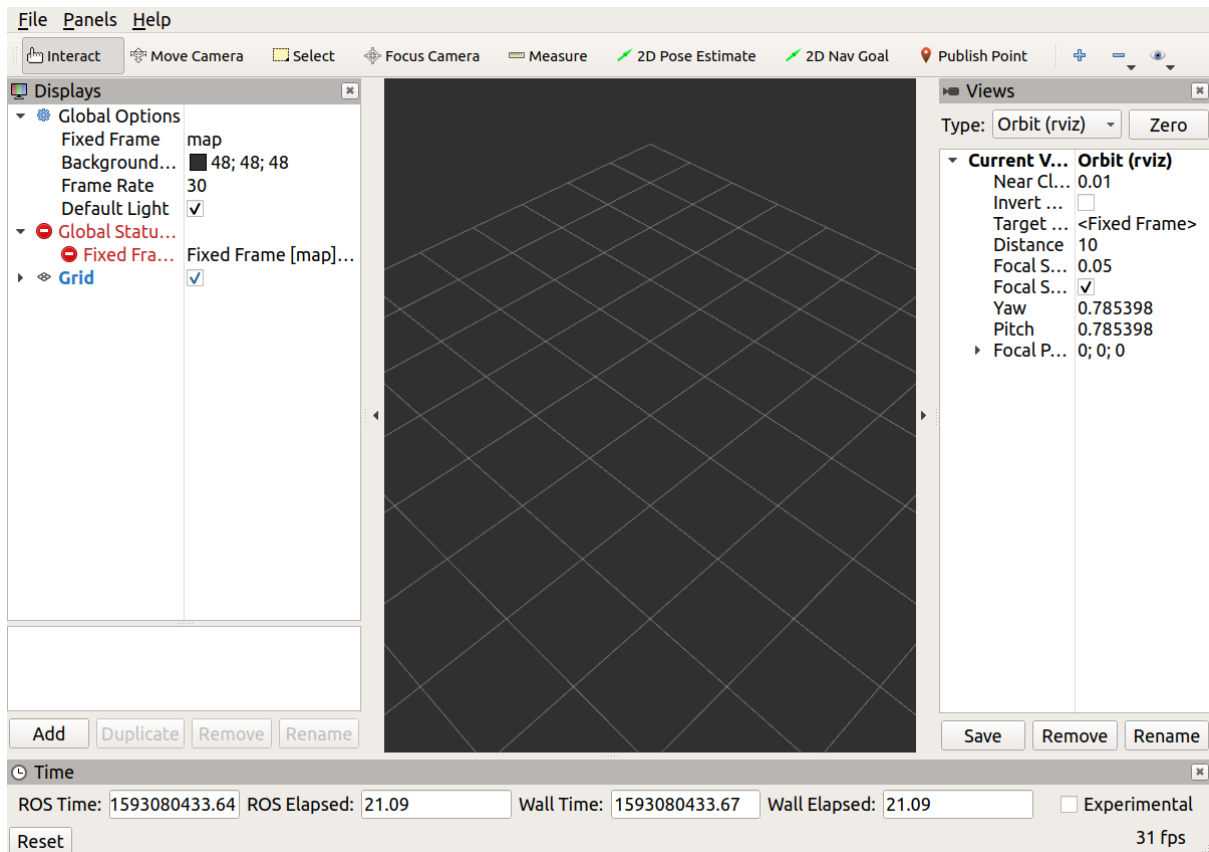 File Panels Help
Interact Move Camera Select Focus Camera Measure 2D Pose Estimate 2D Nav Goal Publish Point
Displays
Global Options
Fixed Frame map
Background... 48; 48; 48
Frame Rate 30
Default Light
Global Statu...
Fixed Fra... Fixed Frame [map]...
Grid
Add Duplicate Remove Rename
Views
Type: Orbit (rviz) Zero
Current V... Orbit (rviz)
Near Cl... 0.01
Invert ...
Target ... <Fixed Frame>
Distance 10
Focal S... 0.05
Focal S...
Yaw 0.785398
Pitch 0.785398
Focal P... 0; 0; 0
Save Remove Rename
Time
ROS Time: 1593080433.64 ROS Elapsed: 21.09 Wall Time: 1593080433.67 Wall Elapsed: 21.09 Experimental
Reset 31 fps